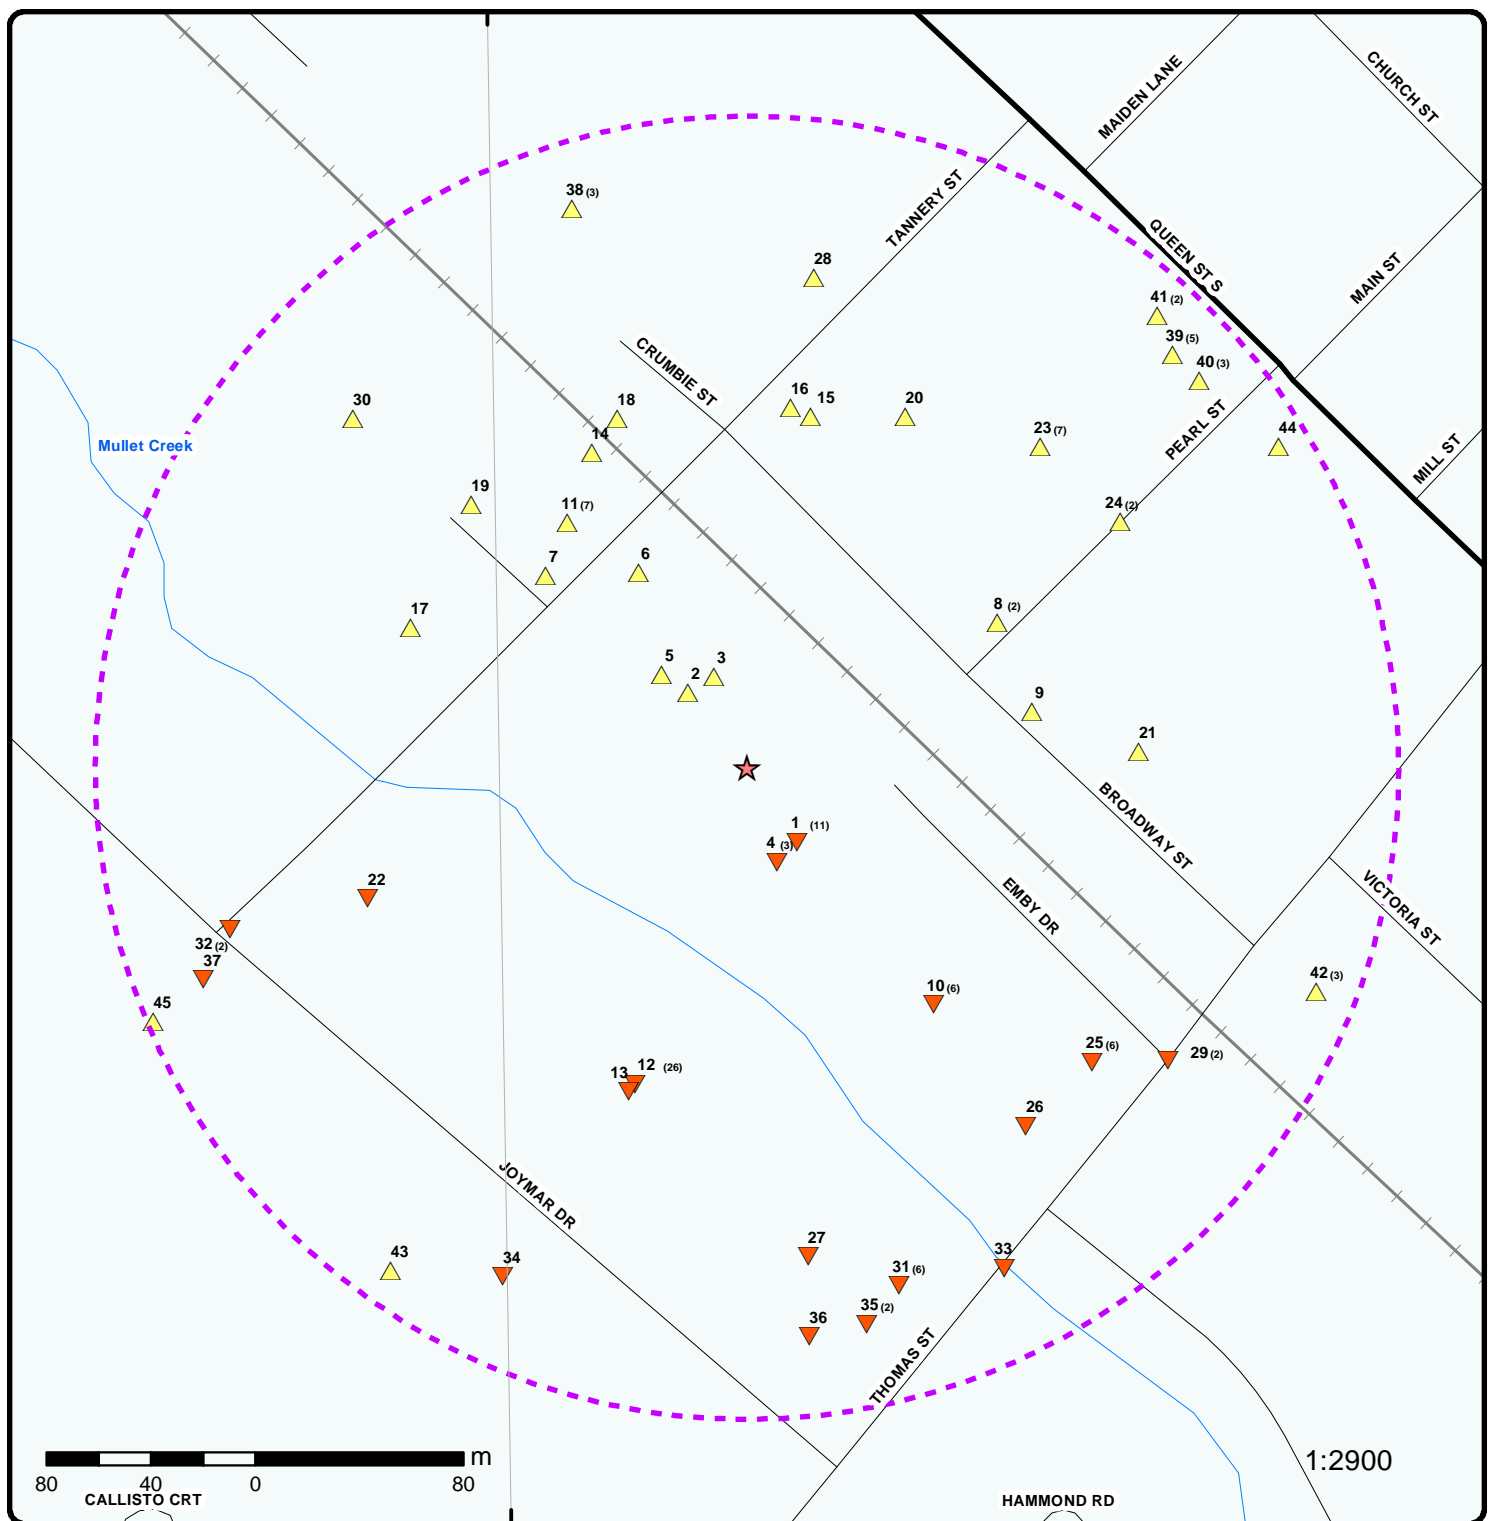 MAIDEN LANE
CHURCH ST
TANNERY ST
38 (3)
QUEEN ST S
28
MAIN ST
41 (2)
39 (5)
40 (3)
CRUMBIE ST
30
18
16
15
20
14
23 (7)
PEARL ST
44
MILL ST
Mullet Creek
19
11 (7)
24 (2)
7
6
17
8 (2)
5
3
2
9
21
BROADWAY ST
1 (11)
4 (3)
22
EMBY DR
VICTORIA ST
32 (2)
37
42 (3)
45
10 (6)
25 (6)
29 (2)
13
12 (26)
26
JOYMAR DR
43
34
27
33
31 (6)
35 (2)
36
THOMAS ST
m
80 40 0 80
1:2900
CALLISTO CRT
HAMMOND RD